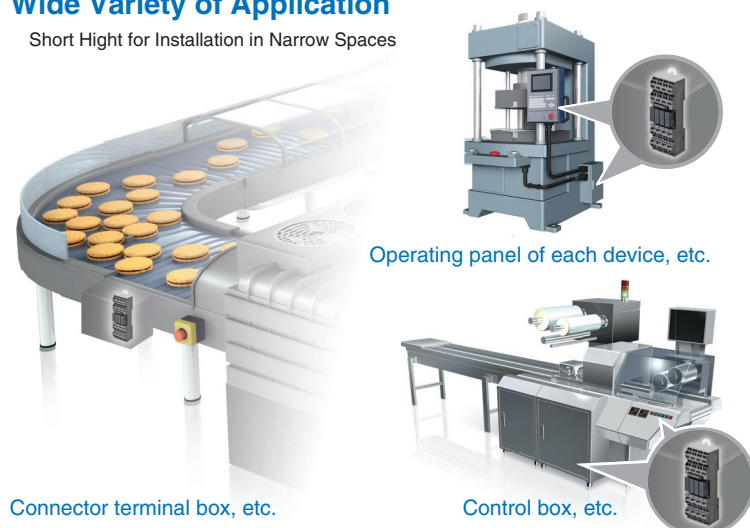 Wide Variety of Application
Short Hight for Installation in Narrow Spaces
Operating panel of each device, etc.
Connector terminal box, etc.
Control box, etc.